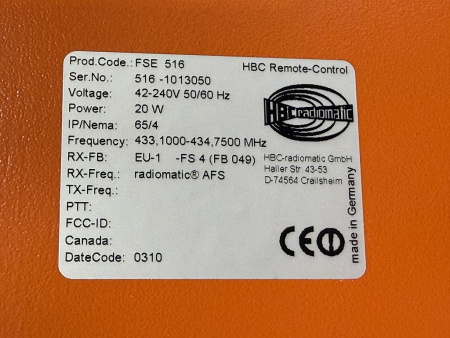 Prod.Code.: FSE 516
HBC Remote-Control
Ser.No.: 516 -1013050
Voltage: 42-240V 50/60 Hz
Power: 20 W
IP/Nema: 65/4
HBC radiomatic
Frequency: 433,1000-434,7500 MHz
RX-FB: EU-1 -FS 4 (FB 049)
RX-Freq.: radiomatic® AFS
TX-Freq.:
PTT:
FCC-ID:
Canada:
DateCode: 0310
HBC-radiomatic GmbH
Haller Str. 43-53
D-74564 Crailsheim
CE
made in Germany